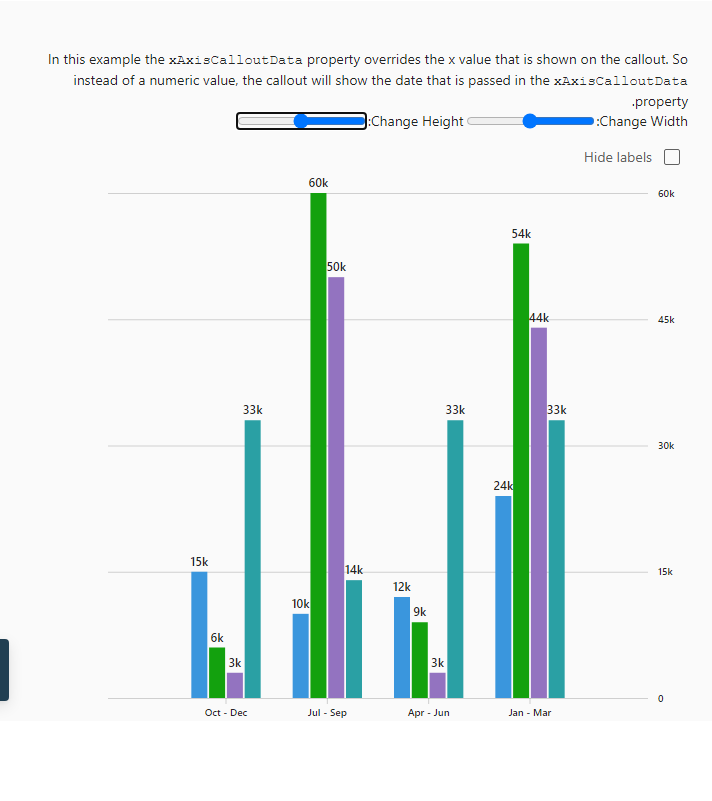 In this example the xAxisCalloutData property overrides the x value that is shown on the callout. So
instead of a numeric value, the callout will show the date that is passed in the xAxisCalloutData
.property
:Change Height :Change Width
Hide labels
60k
60k
54k
50k
45k
44k
33k 33k 33k
30k
24k
15k 14k 15k
12k
10k 9k
6k
3k 3k
0
Oct - Dec Jul - Sep Apr - Jun Jan - Mar